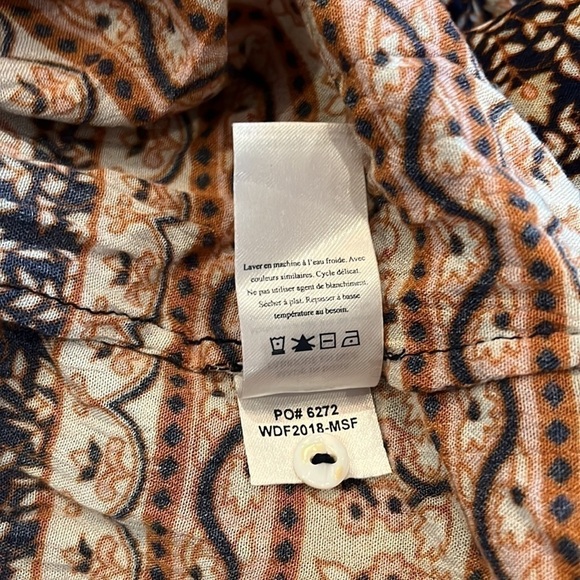 Laver en machine à l'eau froide. Avec
couleurs similaires. Cycle délicat.
Ne pas utiliser agent de blanchiment.
Sécher à plat. Repasser à basse
température au besoin.
PO# 6272
WDF2018-MSF